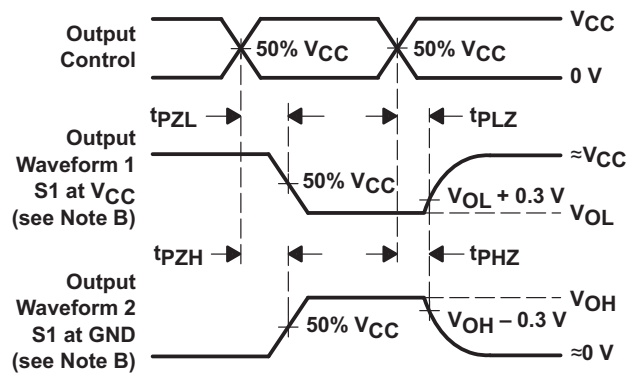 Output
Control
50% VCC
50% VCC
VCC
0 V
tPZL
tPLZ
Output
Waveform 1
S1 at VCC
(see Note B)
50% VCC
≈VCC
VOL + 0.3 V
VOL
tPZH
tPHZ
Output
Waveform 2
S1 at GND
(see Note B)
50% VCC
VOH
VOH – 0.3 V
≈0 V